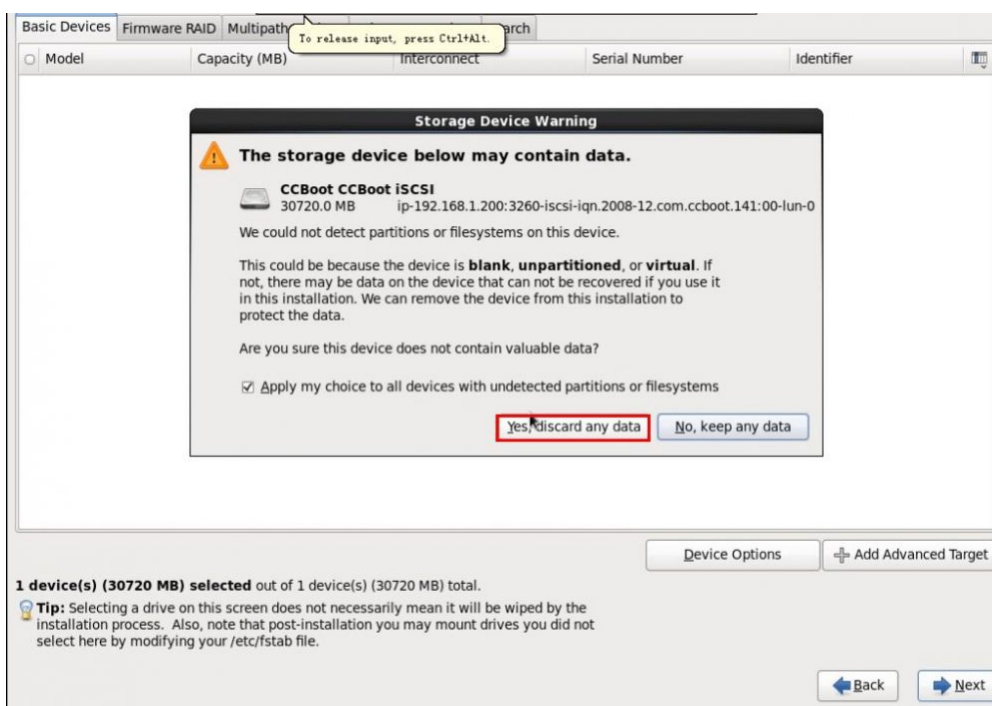 Basic Devices Firmware RAID Multipath
To release input, press Ctrl+Alt.
Model Capacity (MB) Interconnect Serial Number Identifier
Storage Device Warning
The storage device below may contain data.
CCBoot CCBoot iSCSI
30720.0 MB ip-192.168.1.200:3260-iscsi-iqn.2008-12.com.ccboot.141:00-lun-0
We could not detect partitions or filesystems on this device.
This could be because the device is blank, unpartitioned, or virtual. If
not, there may be data on the device that can not be recovered if you use it
in this installation. We can remove the device from this installation to
protect the data.
Are you sure this device does not contain valuable data?
Apply my choice to all devices with undetected partitions or filesystems
Yes, discard any data No, keep any data
Device Options Add Advanced Target
1 device(s) (30720 MB) selected out of 1 device(s) (30720 MB) total.
Tip: Selecting a drive on this screen does not necessarily mean it will be wiped by the
installation process. Also, note that post-installation you may mount drives you did not
select here by modifying your /etc/fstab file.
Back Next